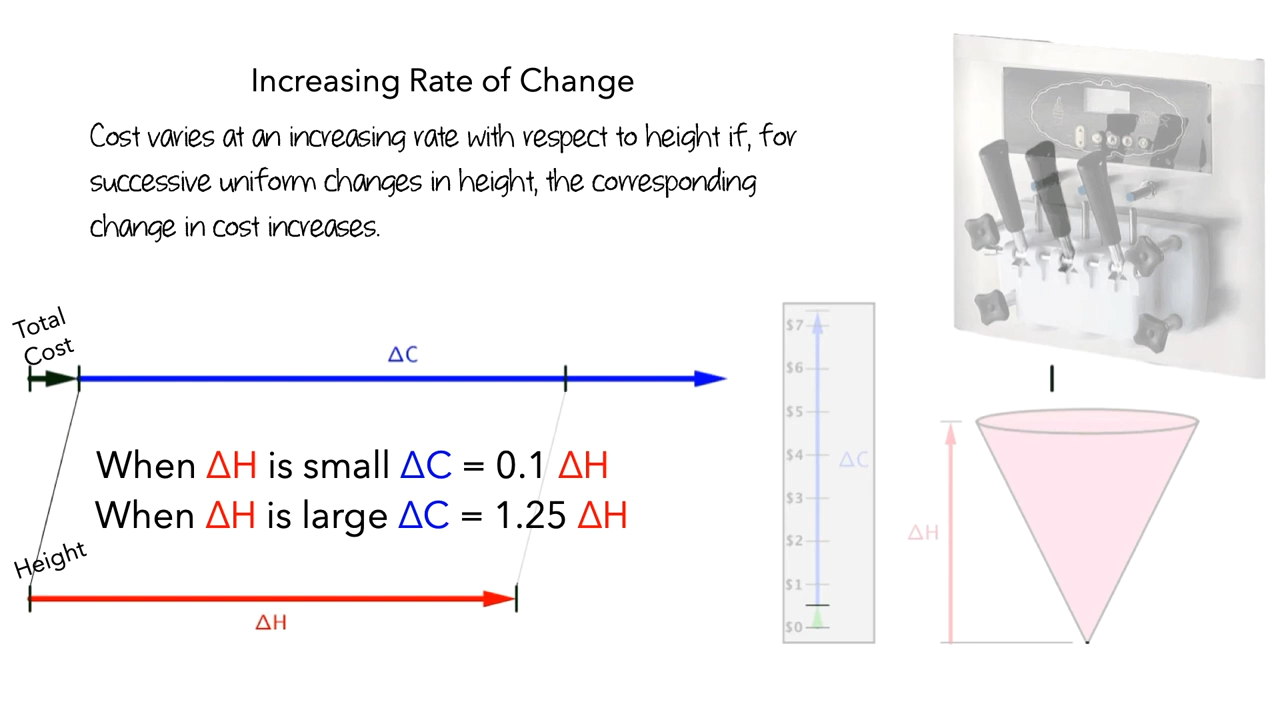 Increasing Rate of Change
Cost varies at an increasing rate with respect to height if, for
successive uniform changes in height, the corresponding
change in cost increases.
Total
Cost
ΔC
When ΔH is small ΔC = 0.1 ΔH
When ΔH is large ΔC = 1.25 ΔH
Height
ΔH
$7
$6
$5
$4
$3
$2
$1
$0
ΔC
ΔH